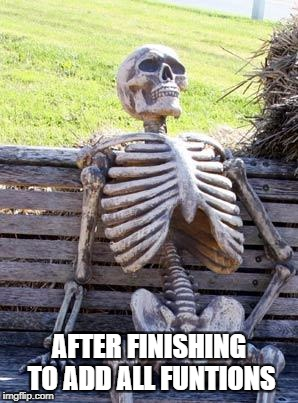 AFTER FINISHING
TO ADD ALL FUNTIONS
imgflip.com